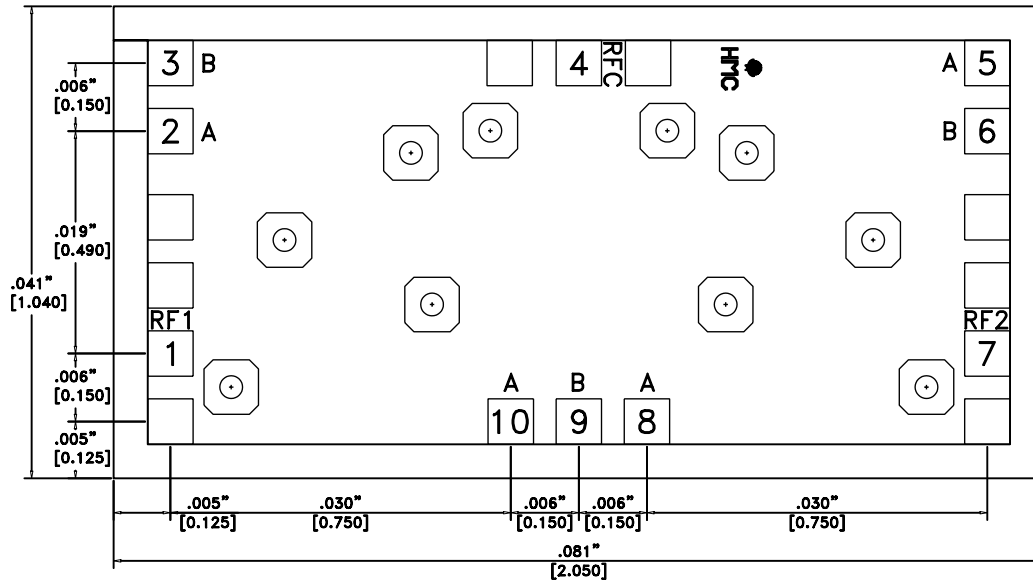 3 B
4
RFC
HMC
A 5
.006"
[0.150]
2 A
B 6
.019"
[0.490]
.041"
[1.040]
RF1
RF2
1
7
.006"
[0.150]
A B A
10 9 8
.005"
[0.125]
.005"
[0.125]
.030"
[0.750]
.006"
[0.150]
.006"
[0.150]
.030"
[0.750]
.081"
[2.050]